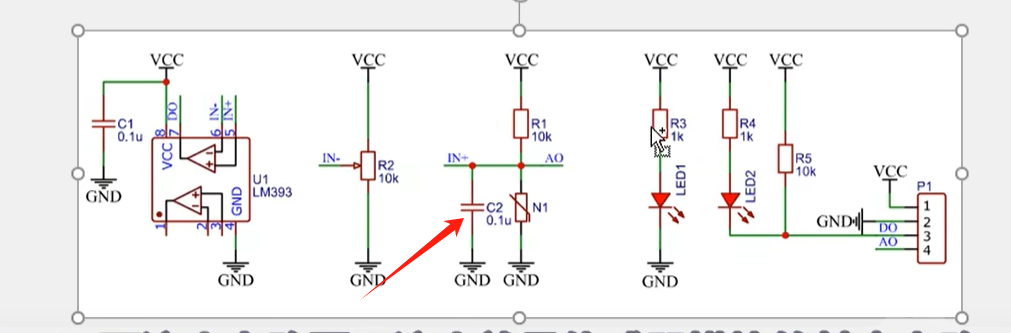 VCC
C1
0.1u
GND
DO
IN-
IN+
8
7
6
5
VCC
GND
1
2
3
4
U1
LM393
GND
VCC
IN-
R2
10k
GND
VCC
R1
10k
IN+
AO
C2
0.1u
N1
GND
GND
VCC
R3
1k
LED1
GND
VCC
R4
1k
LED2
VCC
R5
10k
VCC
P1
GND
DO
AO
1
2
3
4